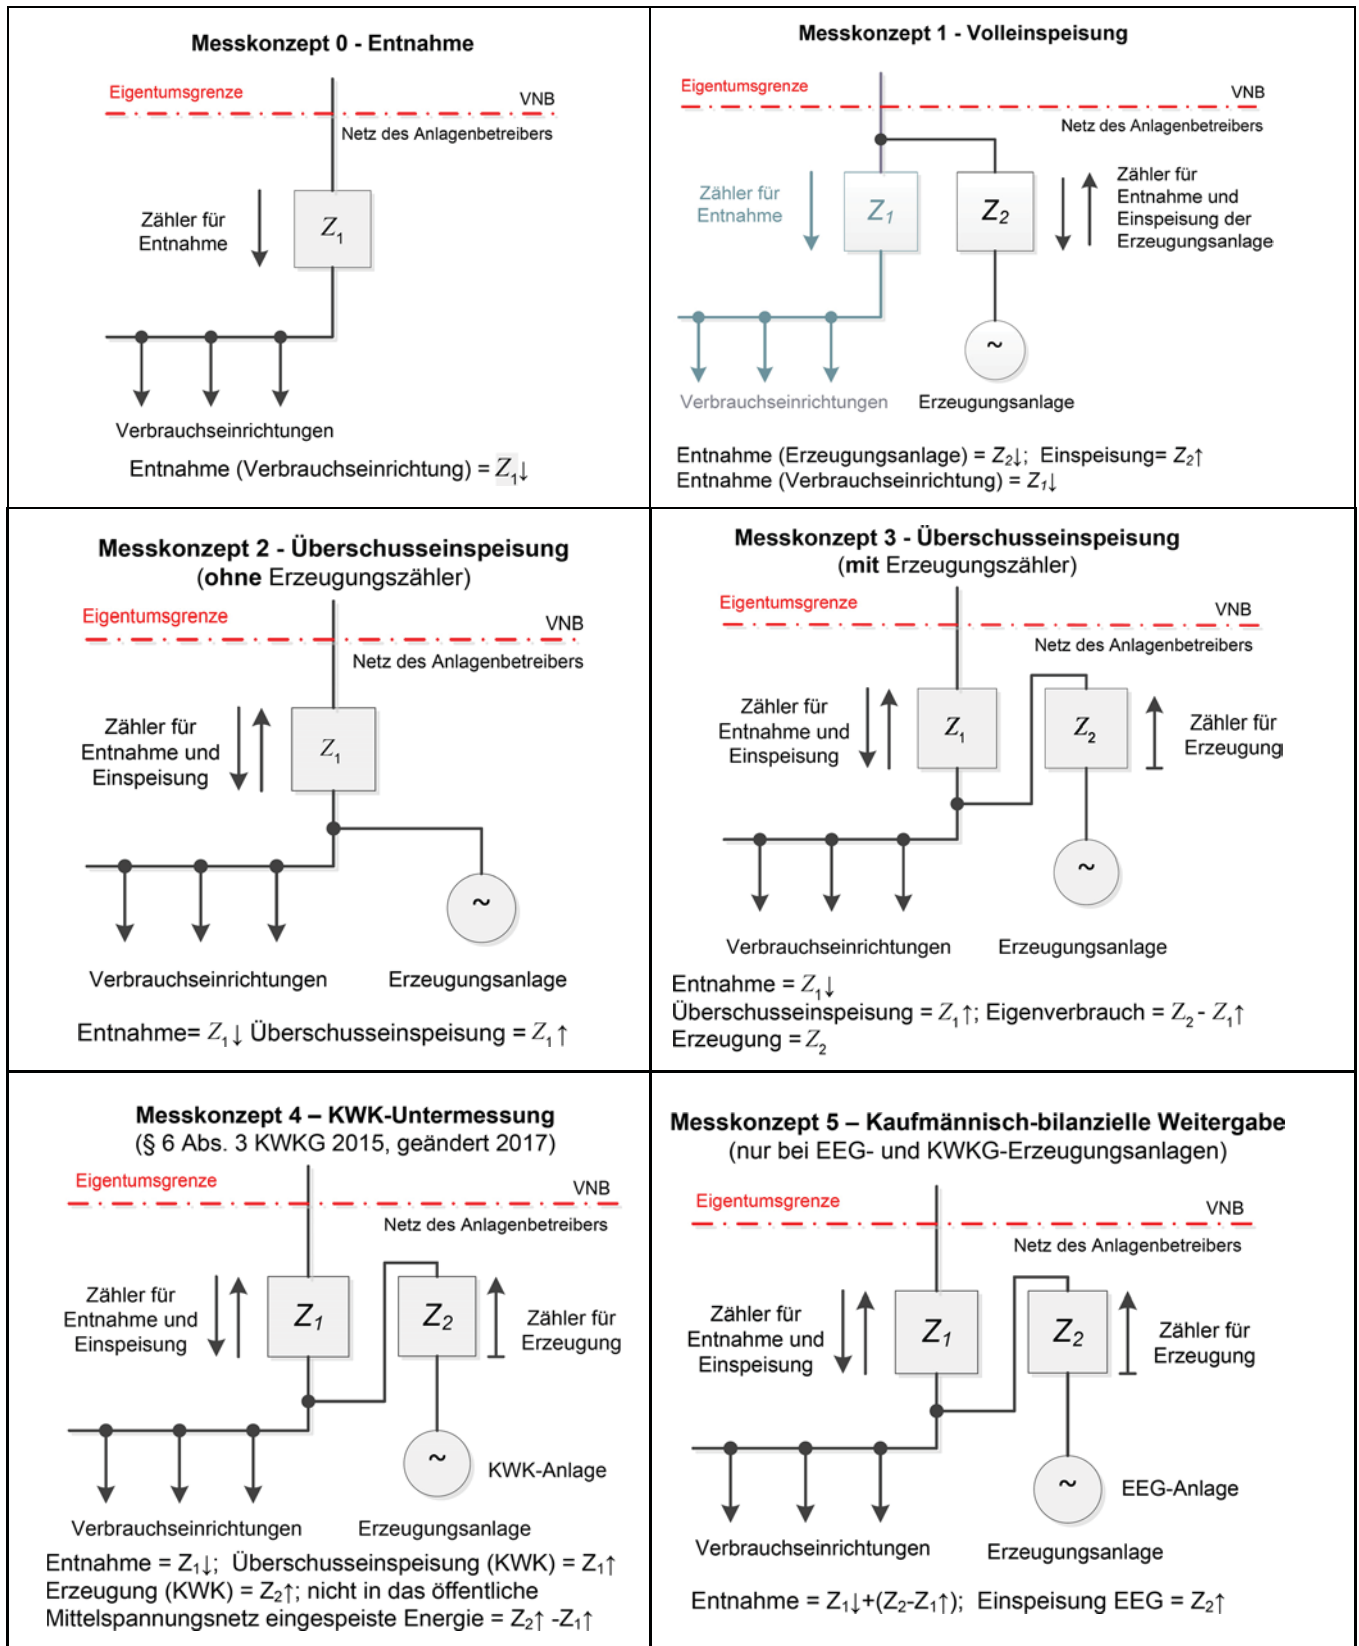 Messkonzept 0 - Entnahme
Eigentumsgrenze
VNB
Netz des Anlagenbetreibers
Zähler für
Entnahme
Z1
Verbrauchseinrichtungen
Entnahme (Verbrauchseinrichtung) = Z1↓
Messkonzept 1 - Volleinspeisung
Eigentumsgrenze
VNB
Netz des Anlagenbetreibers
Zähler für
Entnahme
Z1
Z2
Zähler für
Entnahme und
Einspeisung der
Erzeugungsanlage
~
Verbrauchseinrichtungen
Erzeugungsanlage
Entnahme (Erzeugungsanlage) = Z2↓; Einspeisung= Z2↑
Entnahme (Verbrauchseinrichtung) = Z1↓
Messkonzept 2 - Überschusseinspeisung
(ohne Erzeugungszähler)
Eigentumsgrenze
VNB
Netz des Anlagenbetreibers
Zähler für
Entnahme und
Einspeisung
Z1
~
Verbrauchseinrichtungen
Erzeugungsanlage
Entnahme= Z1↓ Überschusseinspeisung = Z1↑
Messkonzept 3 - Überschusseinspeisung
(mit Erzeugungszähler)
Eigentumsgrenze
VNB
Netz des Anlagenbetreibers
Zähler für
Entnahme und
Einspeisung
Z1
Z2
Zähler für
Erzeugung
~
Verbrauchseinrichtungen
Erzeugungsanlage
Entnahme = Z1↓
Überschusseinspeisung = Z1↑; Eigenverbrauch = Z2 - Z1↑
Erzeugung = Z2
Messkonzept 4 – KWK-Untermessung
(§ 6 Abs. 3 KWKG 2015, geändert 2017)
Eigentumsgrenze
VNB
Netz des Anlagenbetreibers
Zähler für
Entnahme und
Einspeisung
Z1
Z2
Zähler für
Erzeugung
~
KWK-Anlage
Verbrauchseinrichtungen
Erzeugungsanlage
Entnahme = Z1↓; Überschusseinspeisung (KWK) = Z1↑
Erzeugung (KWK) = Z2↑; nicht in das öffentliche
Mittelspannungsnetz eingespeiste Energie = Z2↑ -Z1↑
Messkonzept 5 – Kaufmännisch-bilanzielle Weitergabe
(nur bei EEG- und KWKG-Erzeugungsanlagen)
Eigentumsgrenze
VNB
Netz des Anlagenbetreibers
Zähler für
Entnahme und
Einspeisung
Z1
Z2
Zähler für
Erzeugung
~
EEG-Anlage
Verbrauchseinrichtungen
Erzeugungsanlage
Entnahme = Z1↓+(Z2-Z1↑); Einspeisung EEG = Z2↑